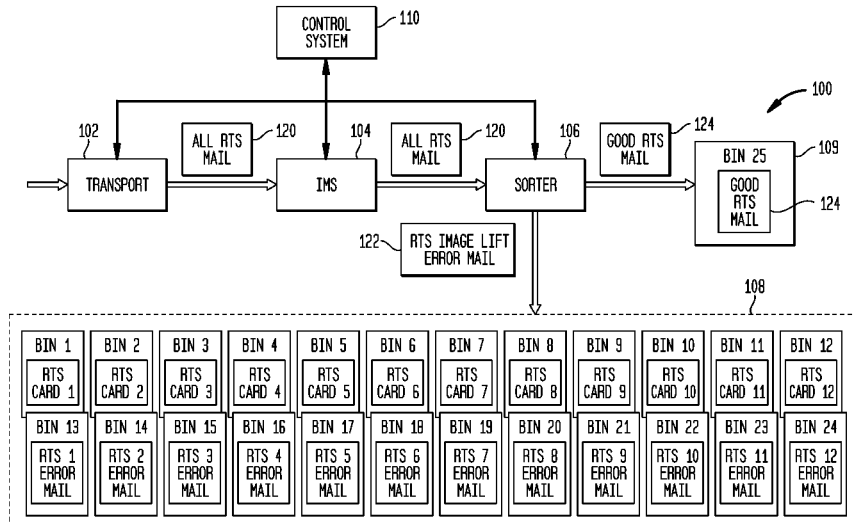 CONTROL
SYSTEM
110
100
102
ALL RTS
MAIL
120
104
ALL RTS
MAIL
120
106
GOOD RTS
MAIL
124
109
TRANSPORT
IMS
SORTER
BIN 25
GOOD
RTS
MAIL
124
122
RTS IMAGE LIFT
ERROR MAIL
108
BIN 1
RTS
CARD 1
BIN 2
RTS
CARD 2
BIN 3
RTS
CARD 3
BIN 4
RTS
CARD 4
BIN 5
RTS
CARD 5
BIN 6
RTS
CARD 6
BIN 7
RTS
CARD 7
BIN 8
RTS
CARD 8
BIN 9
RTS
CARD 9
BIN 10
RTS
CARD 10
BIN 11
RTS
CARD 11
BIN 12
RTS
CARD 12
BIN 13
RTS 1
ERROR
MAIL
BIN 14
RTS 2
ERROR
MAIL
BIN 15
RTS 3
ERROR
MAIL
BIN 16
RTS 4
ERROR
MAIL
BIN 17
RTS 5
ERROR
MAIL
BIN 18
RTS 6
ERROR
MAIL
BIN 19
RTS 7
ERROR
MAIL
BIN 20
RTS 8
ERROR
MAIL
BIN 21
RTS 9
ERROR
MAIL
BIN 22
RTS 10
ERROR
MAIL
BIN 23
RTS 11
ERROR
MAIL
BIN 24
RTS 12
ERROR
MAIL